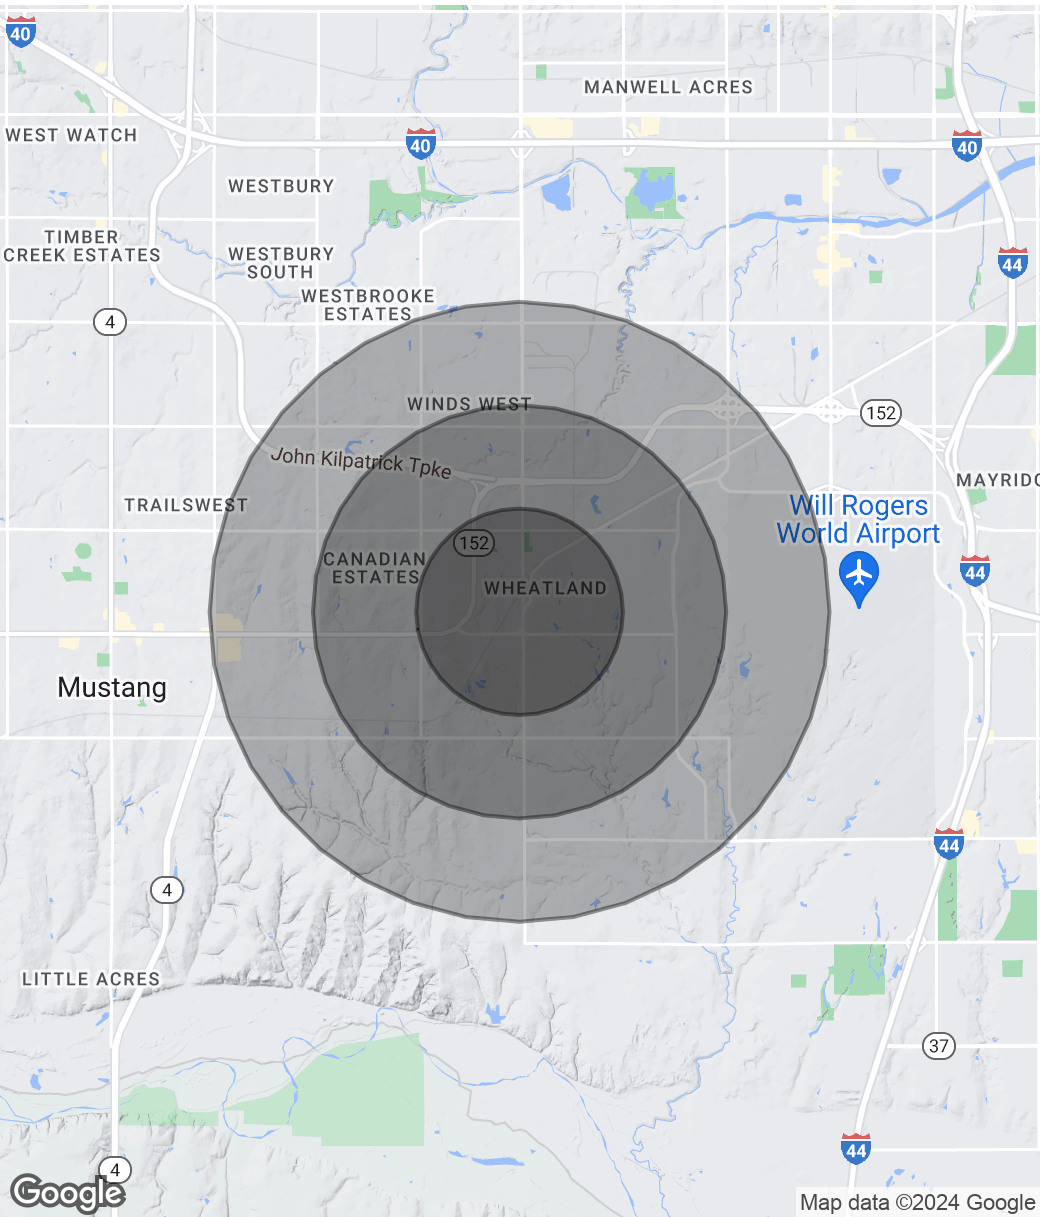 40
MANWELL ACRES
WEST WATCH
40
40
WESTBURY
TIMBER
CREEK ESTATES
WESTBURY
SOUTH
44
WESTBROOKE
ESTATES
4
WINDS WEST
152
John Kilpatrick Tpke
MAYRIDG
TRAILSWEST
Will Rogers
World Airport
152
CANADIAN
ESTATES
WHEATLAND
44
Mustang
44
4
LITTLE ACRES
37
44
4
Google
Map data ©2024 Google